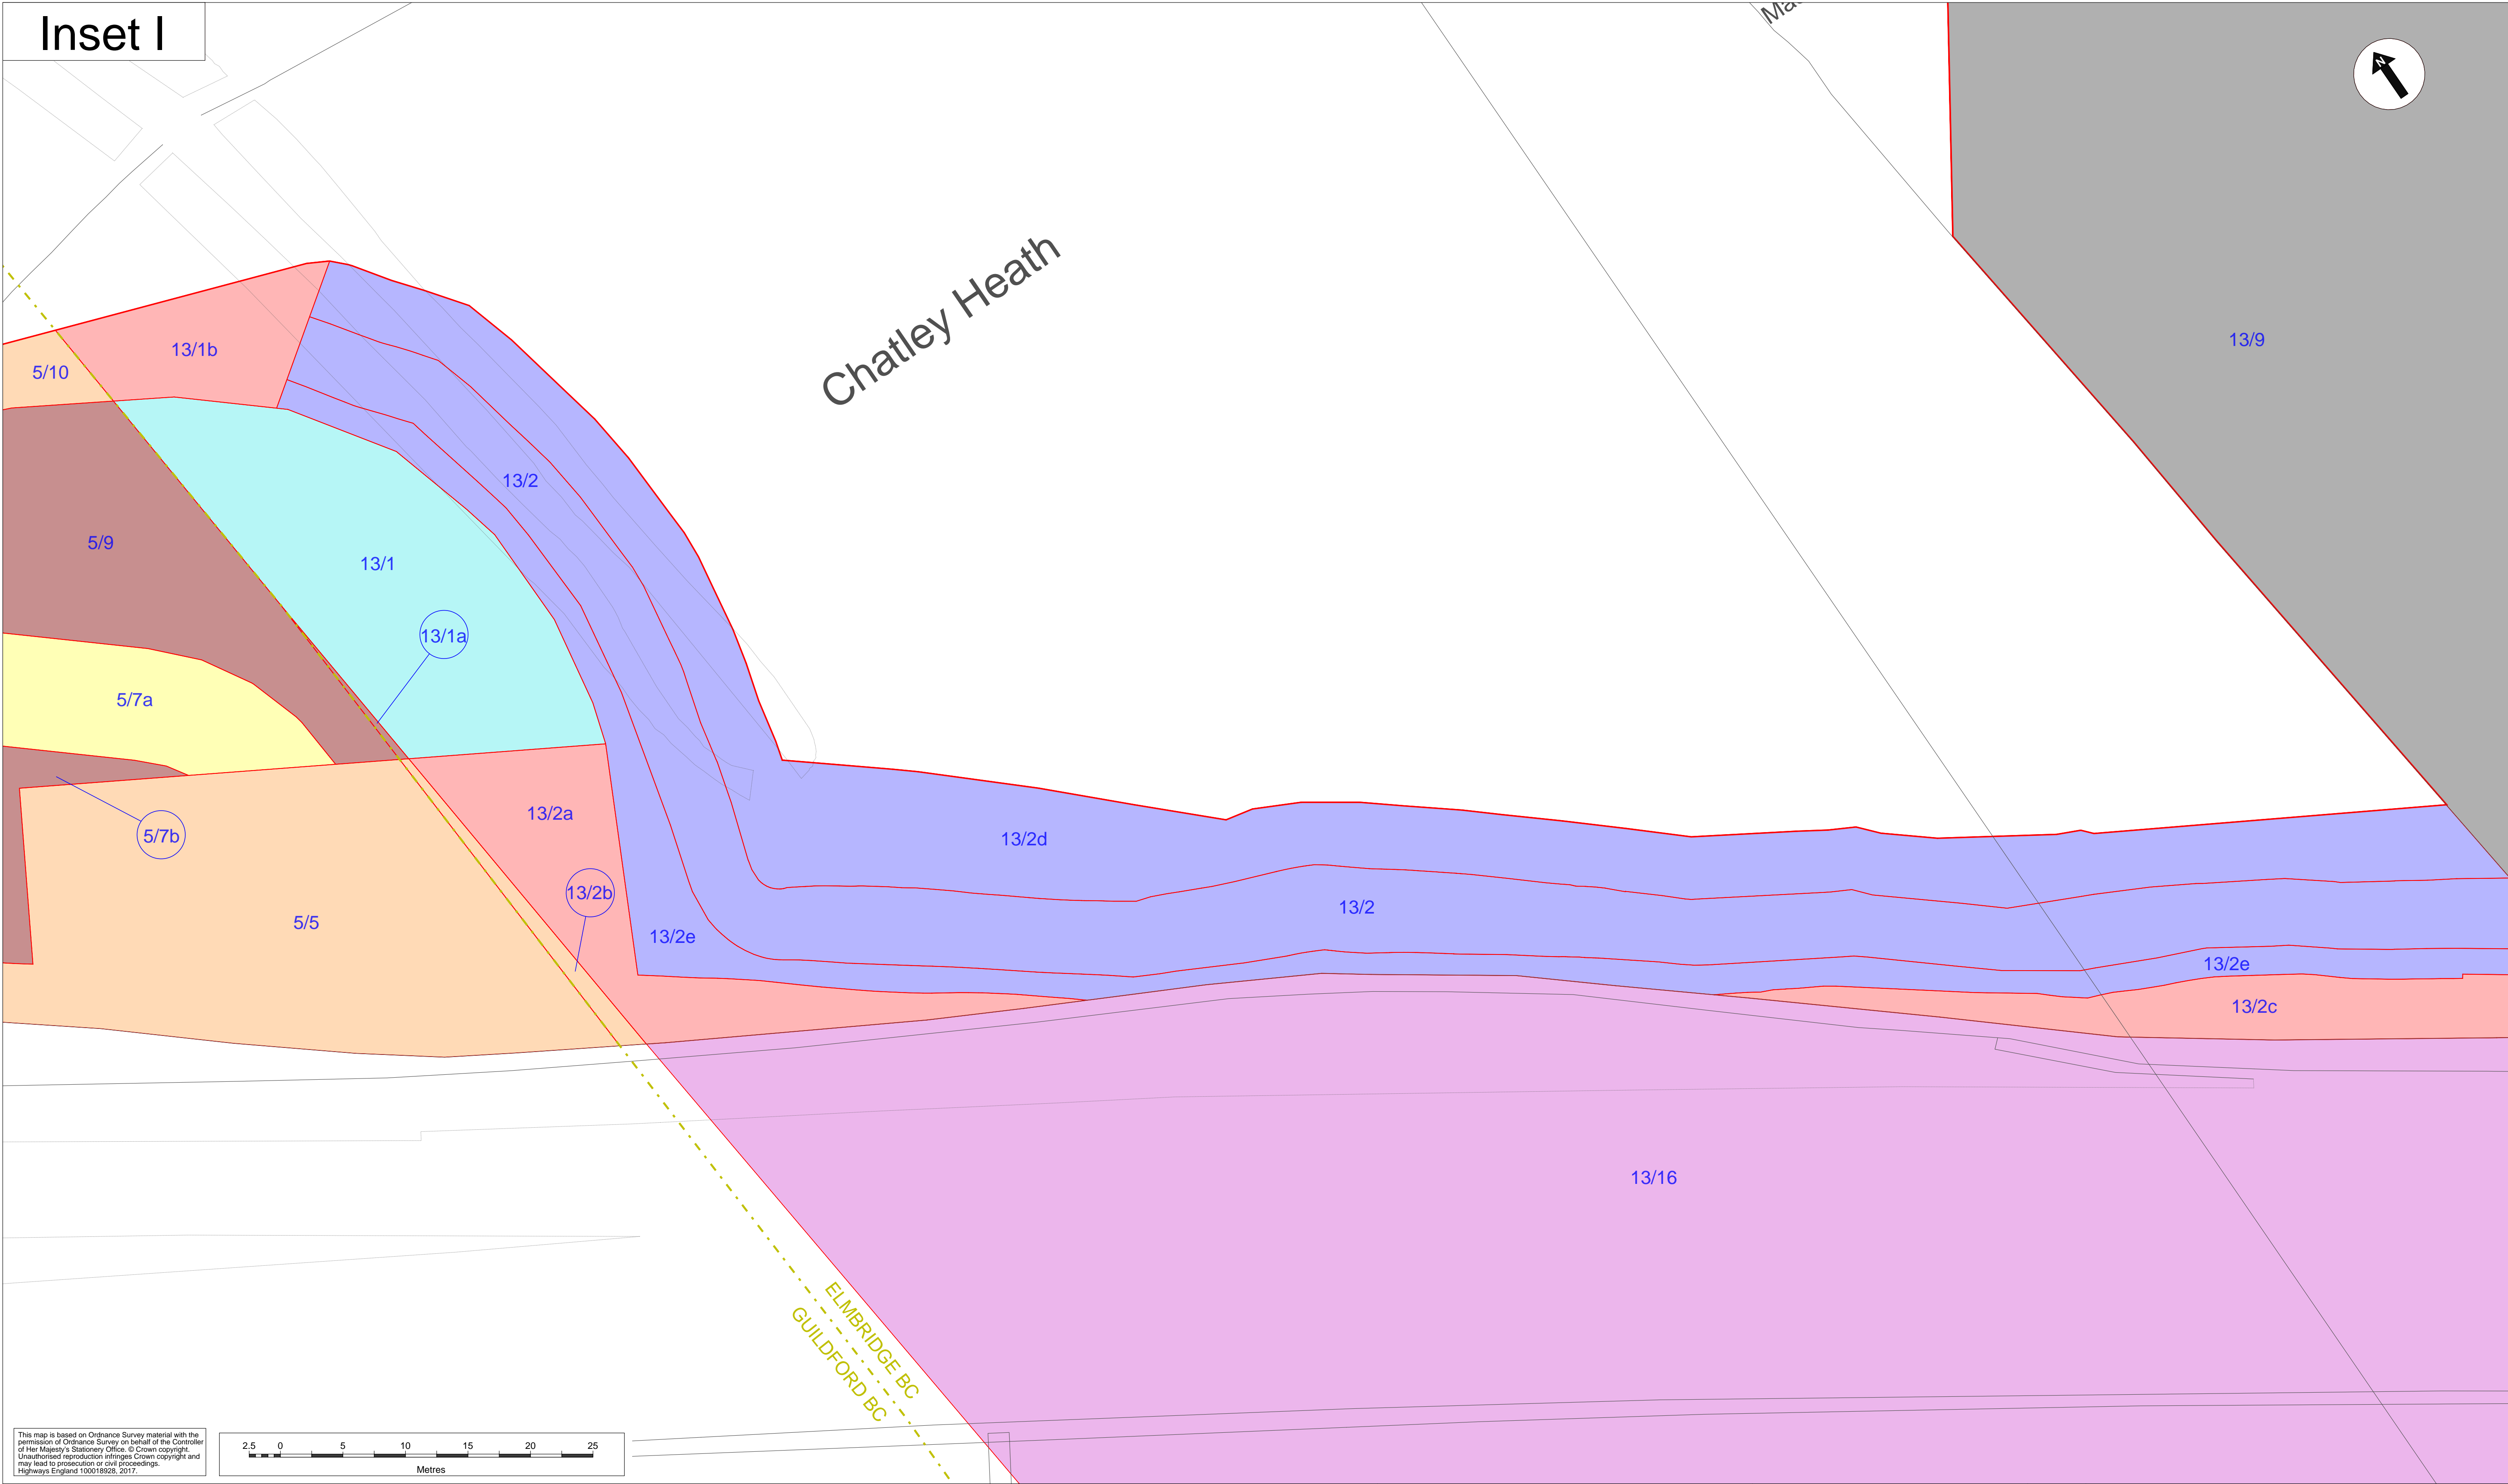 Inset I
N
Chatley Heath
13/9
13/1b
5/10
13/2
5/9
13/1
13/1a
5/7a
13/2a
5/7b
13/2d
13/2b
13/2
5/5
13/2e
13/2e
13/2c
13/16
ELMBRIDGE BC
GUILDFORD BC
This map is based on Ordnance Survey material with the
permission of Ordnance Survey on behalf of the Controller
of Her Majesty's Stationery Office. © Crown copyright.
Unauthorised reproduction infringes Crown copyright and
may lead to prosecution or civil proceedings.
Highways England 100018928, 2017.
2.5 0 5 10 15 20 25
Metres